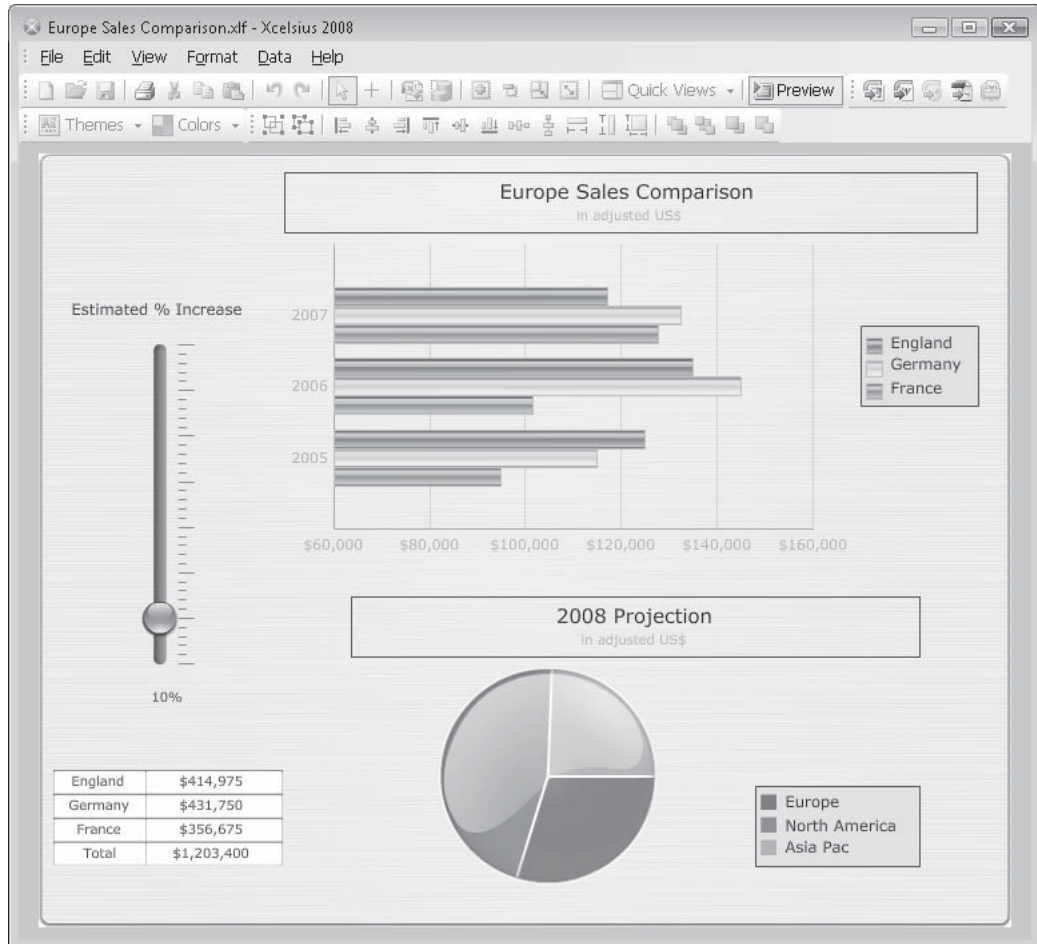 Europe Sales Comparison.xlf - Xcelsius 2008
File Edit View Format Data Help
Quick Views Preview
Themes Colors
Europe Sales Comparison
in adjusted US$
Estimated % Increase
2007
2006
2005
England
Germany
France
$60,000 $80,000 $100,000 $120,000 $140,000 $160,000
10%
2008 Projection
in adjusted US$
England $414,975
Germany $431,750
France $356,675
Total $1,203,400
Europe
North America
Asia Pac